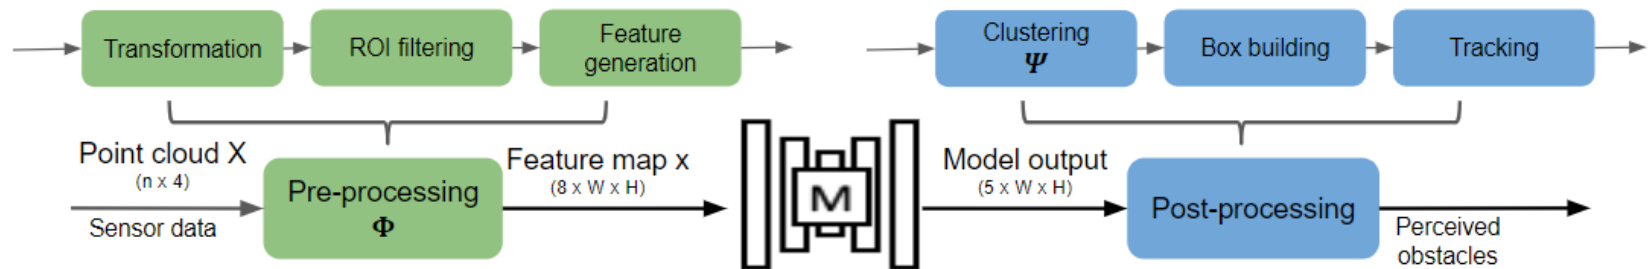 Transformation
ROI filtering
Feature
generation
Clustering
Ψ
Box building
Tracking
Point cloud X
(n x 4)
Sensor data
Pre-processing
Φ
Feature map x
(8 x W x H)
M
Model output
(5 x W x H)
Post-processing
Perceived
obstacles